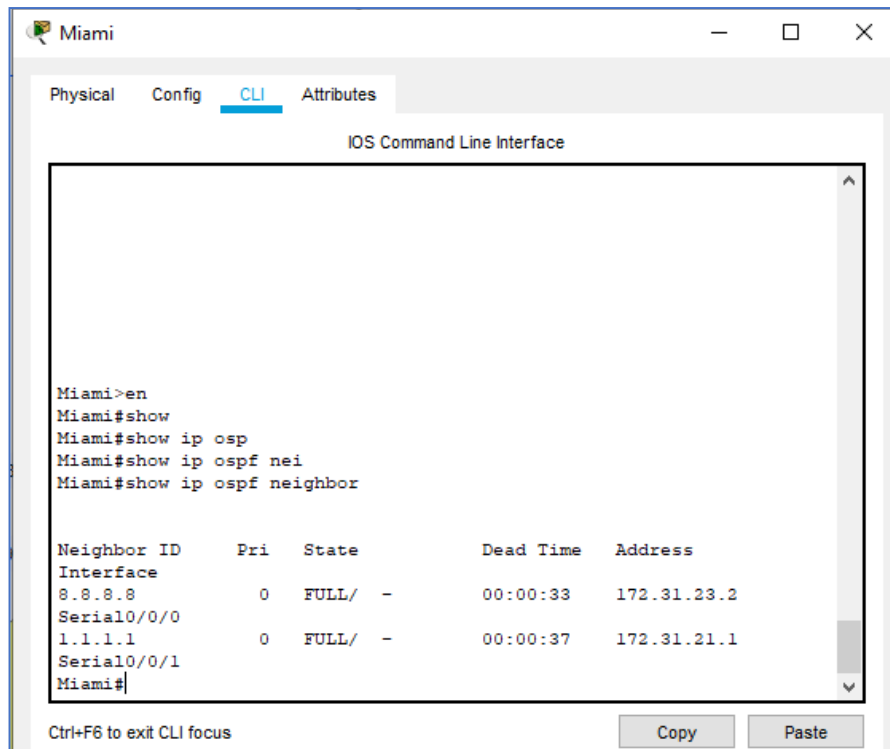 Miami
Physical Config CLI Attributes
IOS Command Line Interface
Miami>en
Miami#show
Miami#show ip osp
Miami#show ip ospf nei
Miami#show ip ospf neighbor
Neighbor ID Pri State Dead Time Address
Interface
8.8.8.8 0 FULL/ - 00:00:33 172.31.23.2
Serial0/0/0
1.1.1.1 0 FULL/ - 00:00:37 172.31.21.1
Serial0/0/1
Miami#
Ctrl+F6 to exit CLI focus Copy Paste